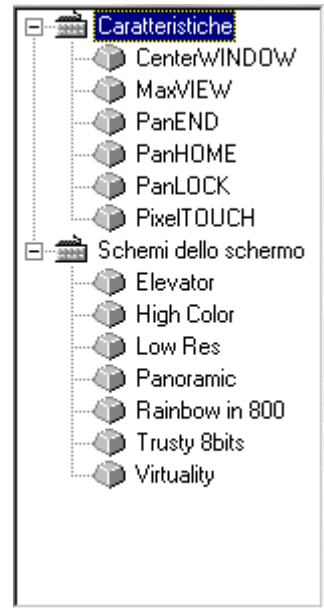 Caratteristiche
CenterWINDOW
MaxVIEW
PanEND
PanHOME
PanLOCK
PixelTOUCH
Schemi dello schermo
Elevator
High Color
Low Res
Panoramic
Rainbow in 800
Trusty 8bits
Virtuality